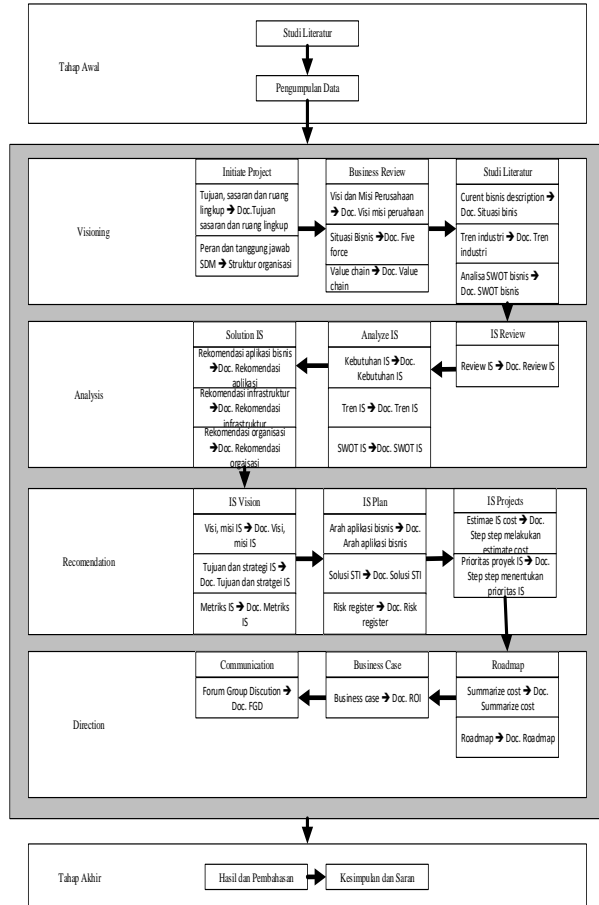 Studi Literatur
Tahap Awal
Pengumpulan Data
Visioning
Initiate Project
Tujuan, sasaran dan ruang
lingkup ➔ Doc.Tujuan
sasaran dan ruang lingkup
Peran dan tanggung jawab
SDM ➔ Struktur organisasi
Business Review
Visi dan Misi Perusahaan
➔ Doc. Visi misi peruahaan
Situasi Bisnis ➔ Doc. Five
force
Value chain ➔ Doc. Value
chain
Studi Literatur
Curent bisnis description ➔
Doc. Situasi binis
Tren industri ➔ Doc. Tren
industri
Analisa SWOT bisnis ➔
Doc. SWOT bisnis
Analysis
Solution IS
Rekomendasi aplikasi bisnis
➔Doc. Rekomendasi
aplikasi
Rekomendasi infrastruktur
➔Doc. Rekomendasi
infrastruktur
Rekomendasi organisasi
➔Doc. Rekomendasi
orgaisasi
Analyze IS
Kebutuhan IS ➔Doc.
Kebutuhan IS
Tren IS ➔ Doc. Tren IS
SWOT IS ➔Doc. SWOT IS
IS Review
Review IS ➔ Doc. Review IS
Recomendation
IS Vision
Visi, misi IS ➔ Doc. Visi,
misi IS
Tujuan dan strategi IS ➔
Doc. Tujuan dan stratgei IS
Metriks IS ➔ Doc. Metriks
IS
IS Plan
Arah aplikasi bisnis ➔ Doc.
Arah aplikasi bisnis
Solusi STI ➔ Doc. Solusi STI
Risk register ➔ Doc. Risk
register
IS Projects
Estimae IS cost ➔ Doc.
Step step melakukan
estimate cost
Prioritas proyek IS ➔ Doc.
Step step menentukan
prioritas IS
Direction
Communication
Forum Group Discution ➔
Doc. FGD
Business Case
Business case ➔ Doc. ROI
Roadmap
Summarize cost ➔ Doc.
Summarize cost
Roadmap ➔ Doc. Roadmap
Tahap Akhir
Hasil dan Pembahasan
Kesimpulan dan Saran